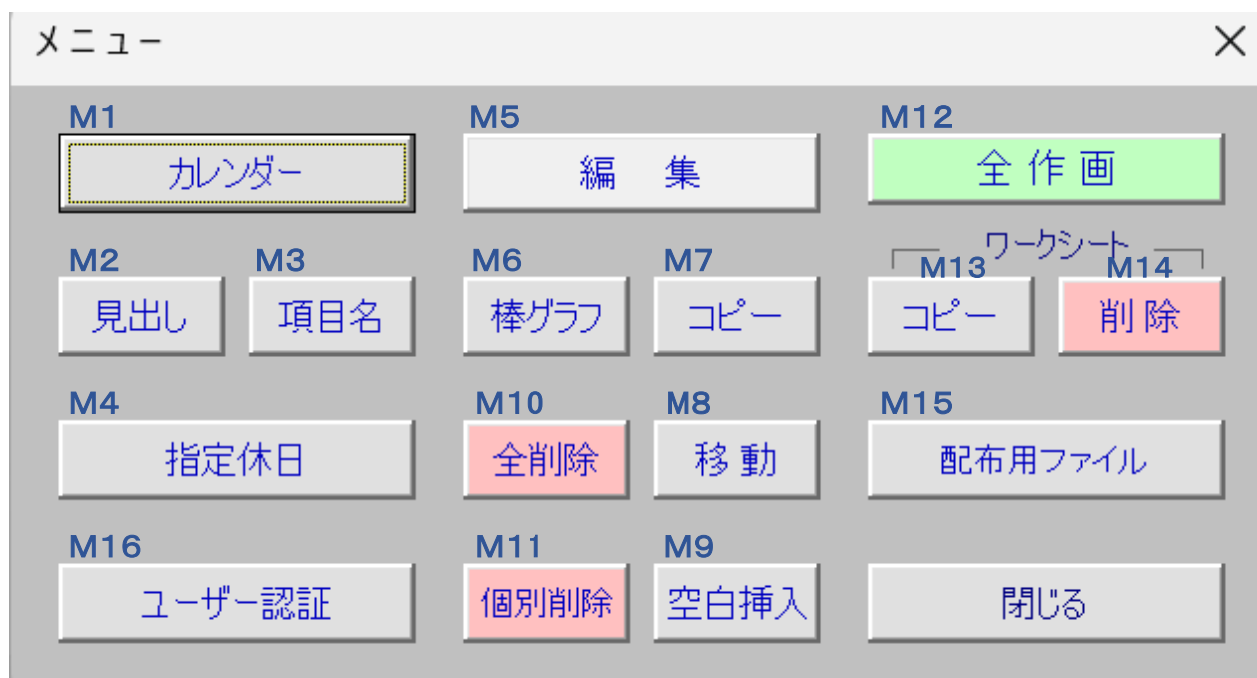 メニュー
M1 M5 M12
カレンダー 編 集 全 作 画
ワークシート
M2 M3 M6 M7 M13 M14
見出し 項目名 棒グラフ コピー コピー 削 除
M4 M10 M8 M15
指定休日 全削除 移 動 配布用ファイル
M16 M11 M9
ユーザー認証 個別削除 空白挿入 閉じる